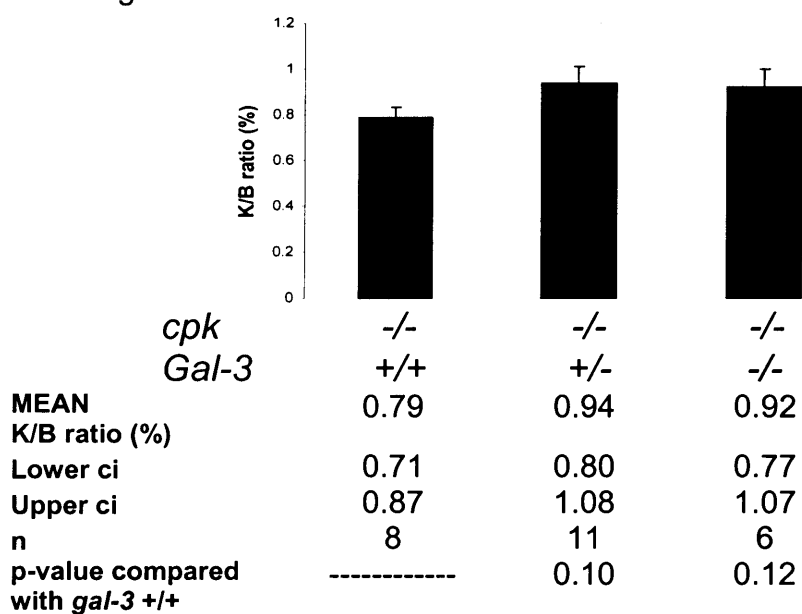 1.2
1
0.8
0.6
0.4
0.2
0
K/B ratio (%)
cpk -/- -/- -/-
Gal-3 +/+ +/- -/-
MEAN 0.79 0.94 0.92
K/B ratio (%)
Lower ci 0.71 0.80 0.77
Upper ci 0.87 1.08 1.07
n 8 11 6
p-value compared ------------ 0.10 0.12
with gal-3 +/+